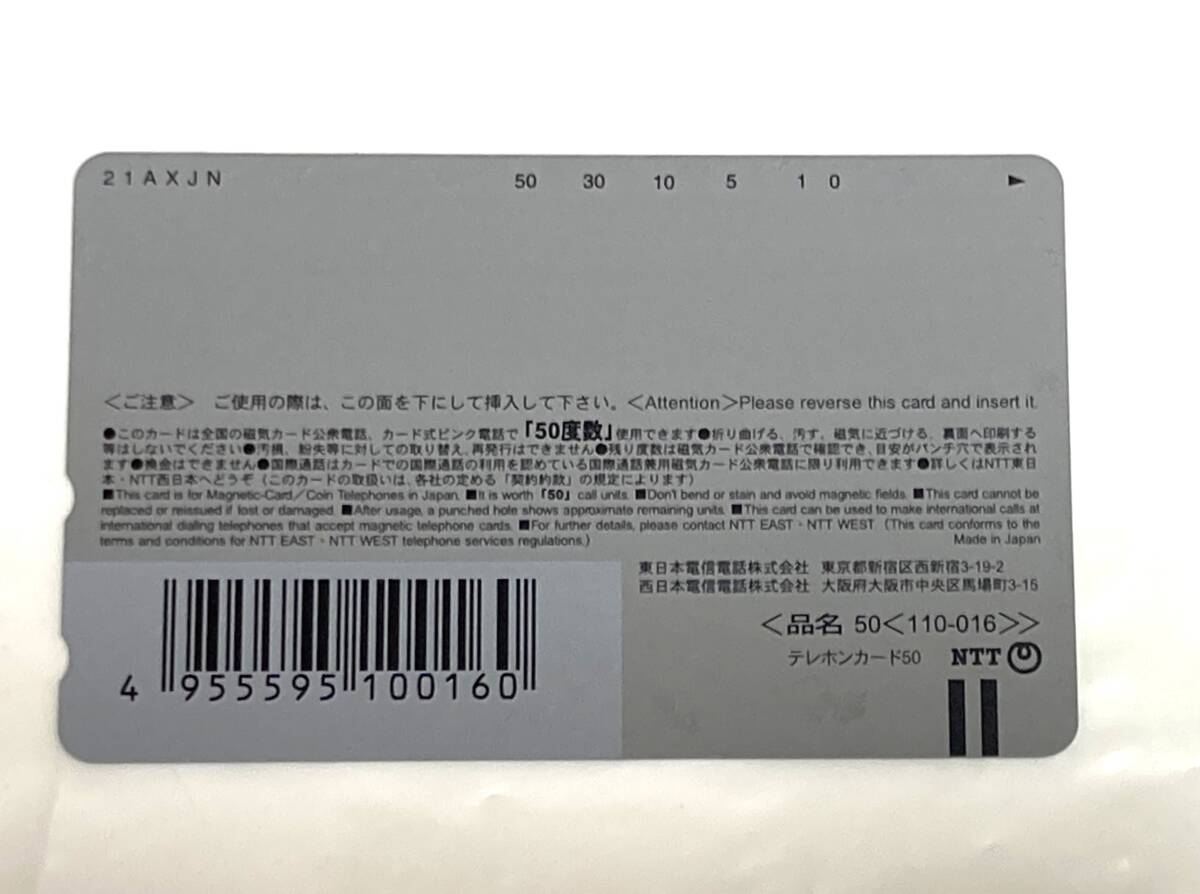 21AXJN 50 30 10 5 1 0 ▶
＜ご注意＞ ご使用の際は、この面を下にして挿入して下さい。＜Attention＞Please reverse this card and insert it.
●このカードは全国の磁気カード公衆電話、カード式ピンク電話で「50度数」使用できます●折り曲げる、汚す、磁気に近づける、裏面へ印刷する
等はしないでください●汚損、紛失等に対しての取り替え、再発行はできません●残り度数は磁気カード公衆電話で確認でき、目安がパンチ穴で表示され
ます●換金はできません●国際通話はカードでの国際通話の利用を認めている国際通話兼用磁気カード公衆電話に限り利用できます●詳しくはNTT東日
本・NTT西日本へどうぞ（このカードの取扱いは、各社の定める「契約約款」の規定によります）
■This card is for Magnetic-Card／Coin Telephones in Japan. ■It is worth「50」call units. ■Don't bend or stain and avoid magnetic fields. ■This card cannot be
replaced or reissued if lost or damaged. ■After usage, a punched hole shows approximate remaining units. ■This card can be used to make international calls at
international dialing telephones that accept magnetic telephone cards. ■For further details, please contact NTT EAST・NTT WEST（This card conforms to the
terms and conditions for NTT EAST・NTT WEST telephone services regulations.） Made in Japan
東日本電信電話株式会社 東京都新宿区西新宿3-19-2
西日本電信電話株式会社 大阪府大阪市中央区馬場町3-15
＜品名 50＜110-016＞＞
テレホンカード50 NTT
4 955595 100160